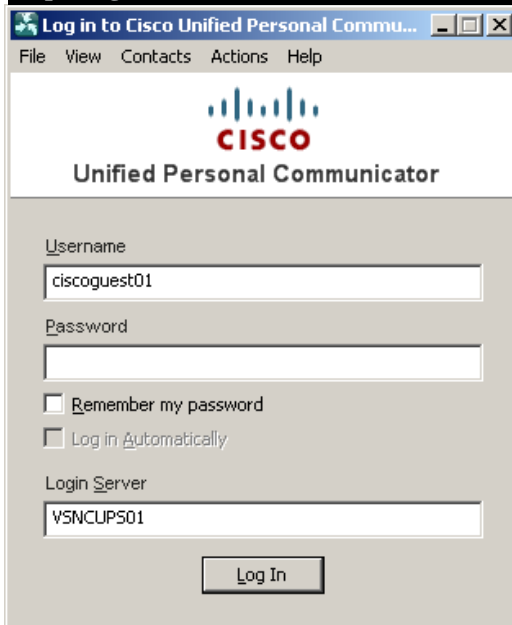 Log in to Cisco Unified Personal Commu...
File View Contacts Actions Help
CISCO
Unified Personal Communicator
Username
ciscoguest01
Password
Remember my password
Log in Automatically
Login Server
VSNCUPS01
Log In